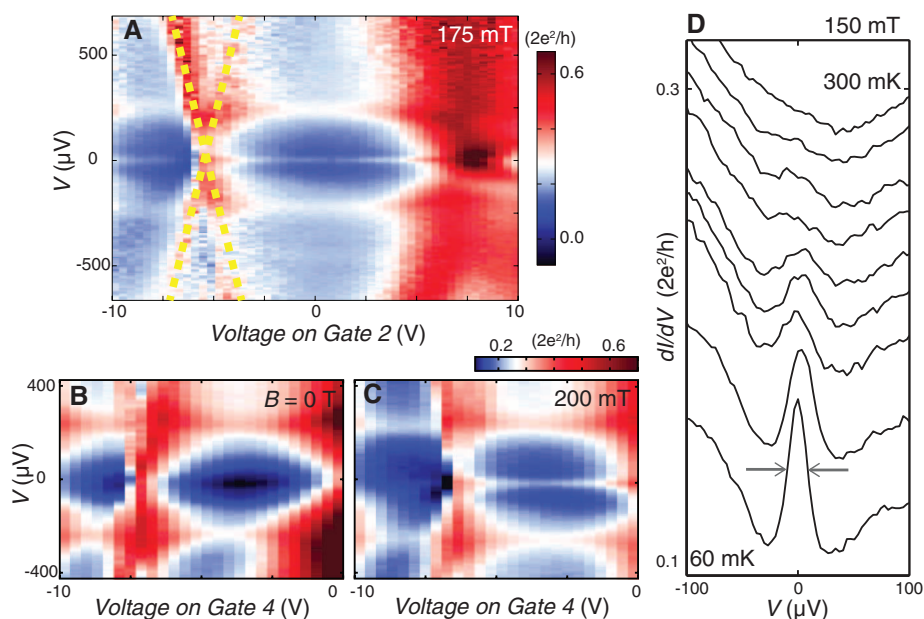 A
175 mT
(2e²/h)
0.6
0.0
500
0
-500
V (µV)
-10
0
10
Voltage on Gate 2 (V)
(2e²/h)
0.2
0.6
B
B = 0 T
400
0
-400
V (µV)
-10
0
Voltage on Gate 4 (V)
C
200 mT
-10
0
Voltage on Gate 4 (V)
D
150 mT
300 mK
0.3
dI/dV (2e²/h)
0.1
60 mK
-100
0
100
V (µV)